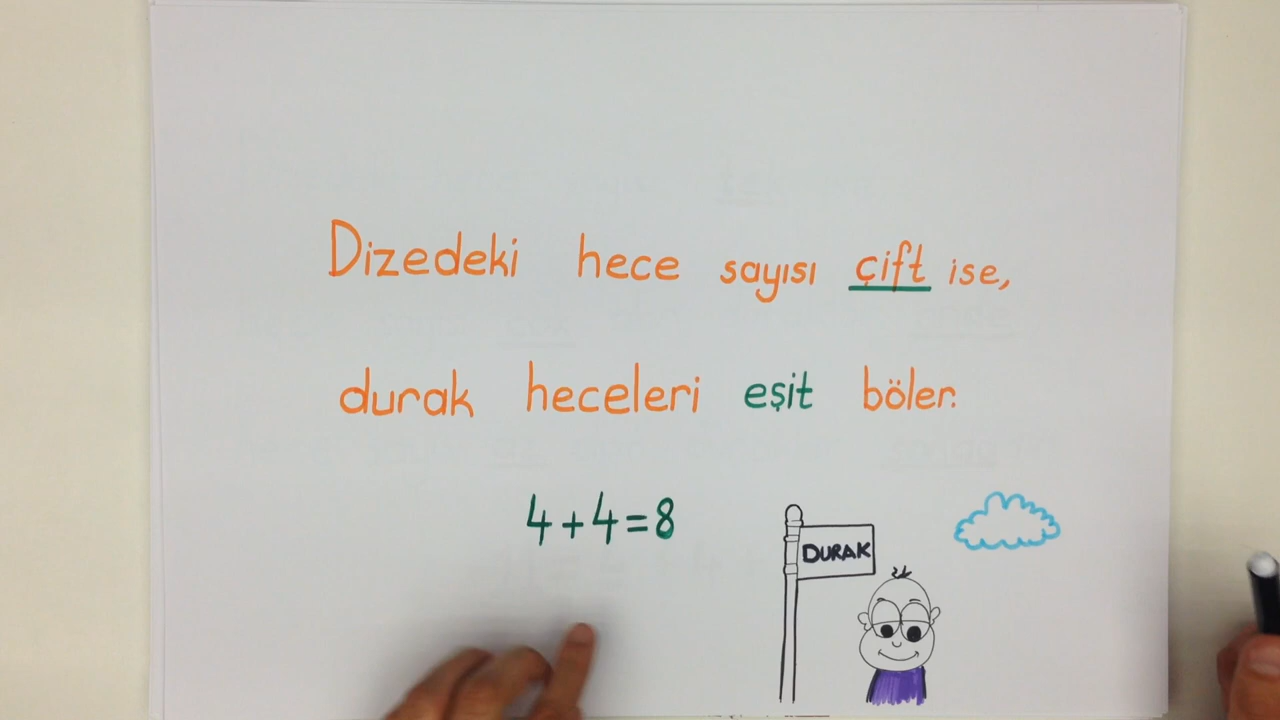 Dizedeki hece sayısı çift ise,
durak heceleri eşit böler.
4+4=8
DURAK